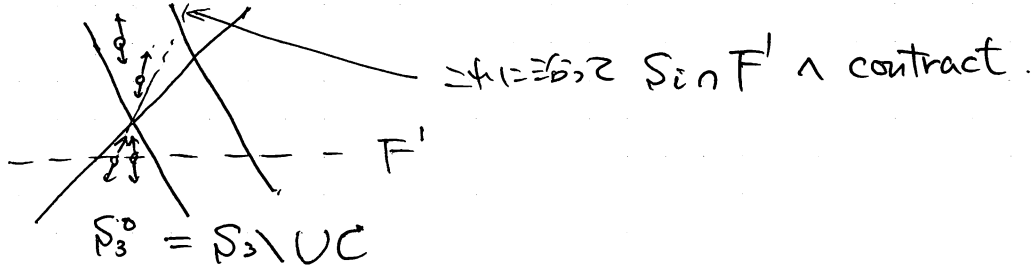 これに沿って S_i ∩ F' へ contract.
F'
S_3^0 = S_3 \ ∪C